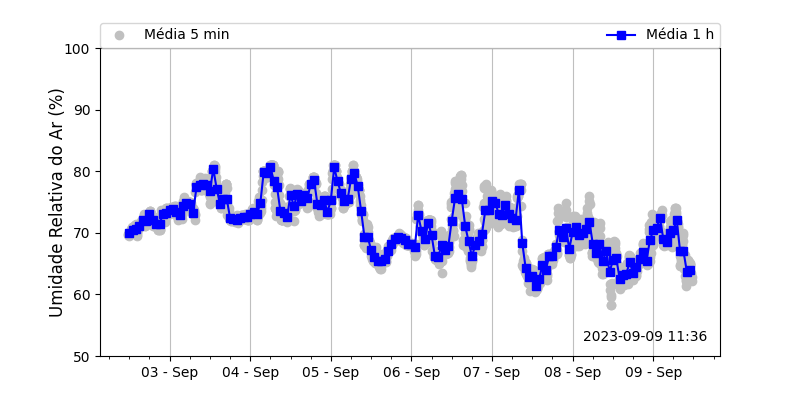 Média 5 min
Média 1 h
Umidade Relativa do Ar (%)
100
90
80
70
60
50
2023-09-09 11:36
03 - Sep
04 - Sep
05 - Sep
06 - Sep
07 - Sep
08 - Sep
09 - Sep